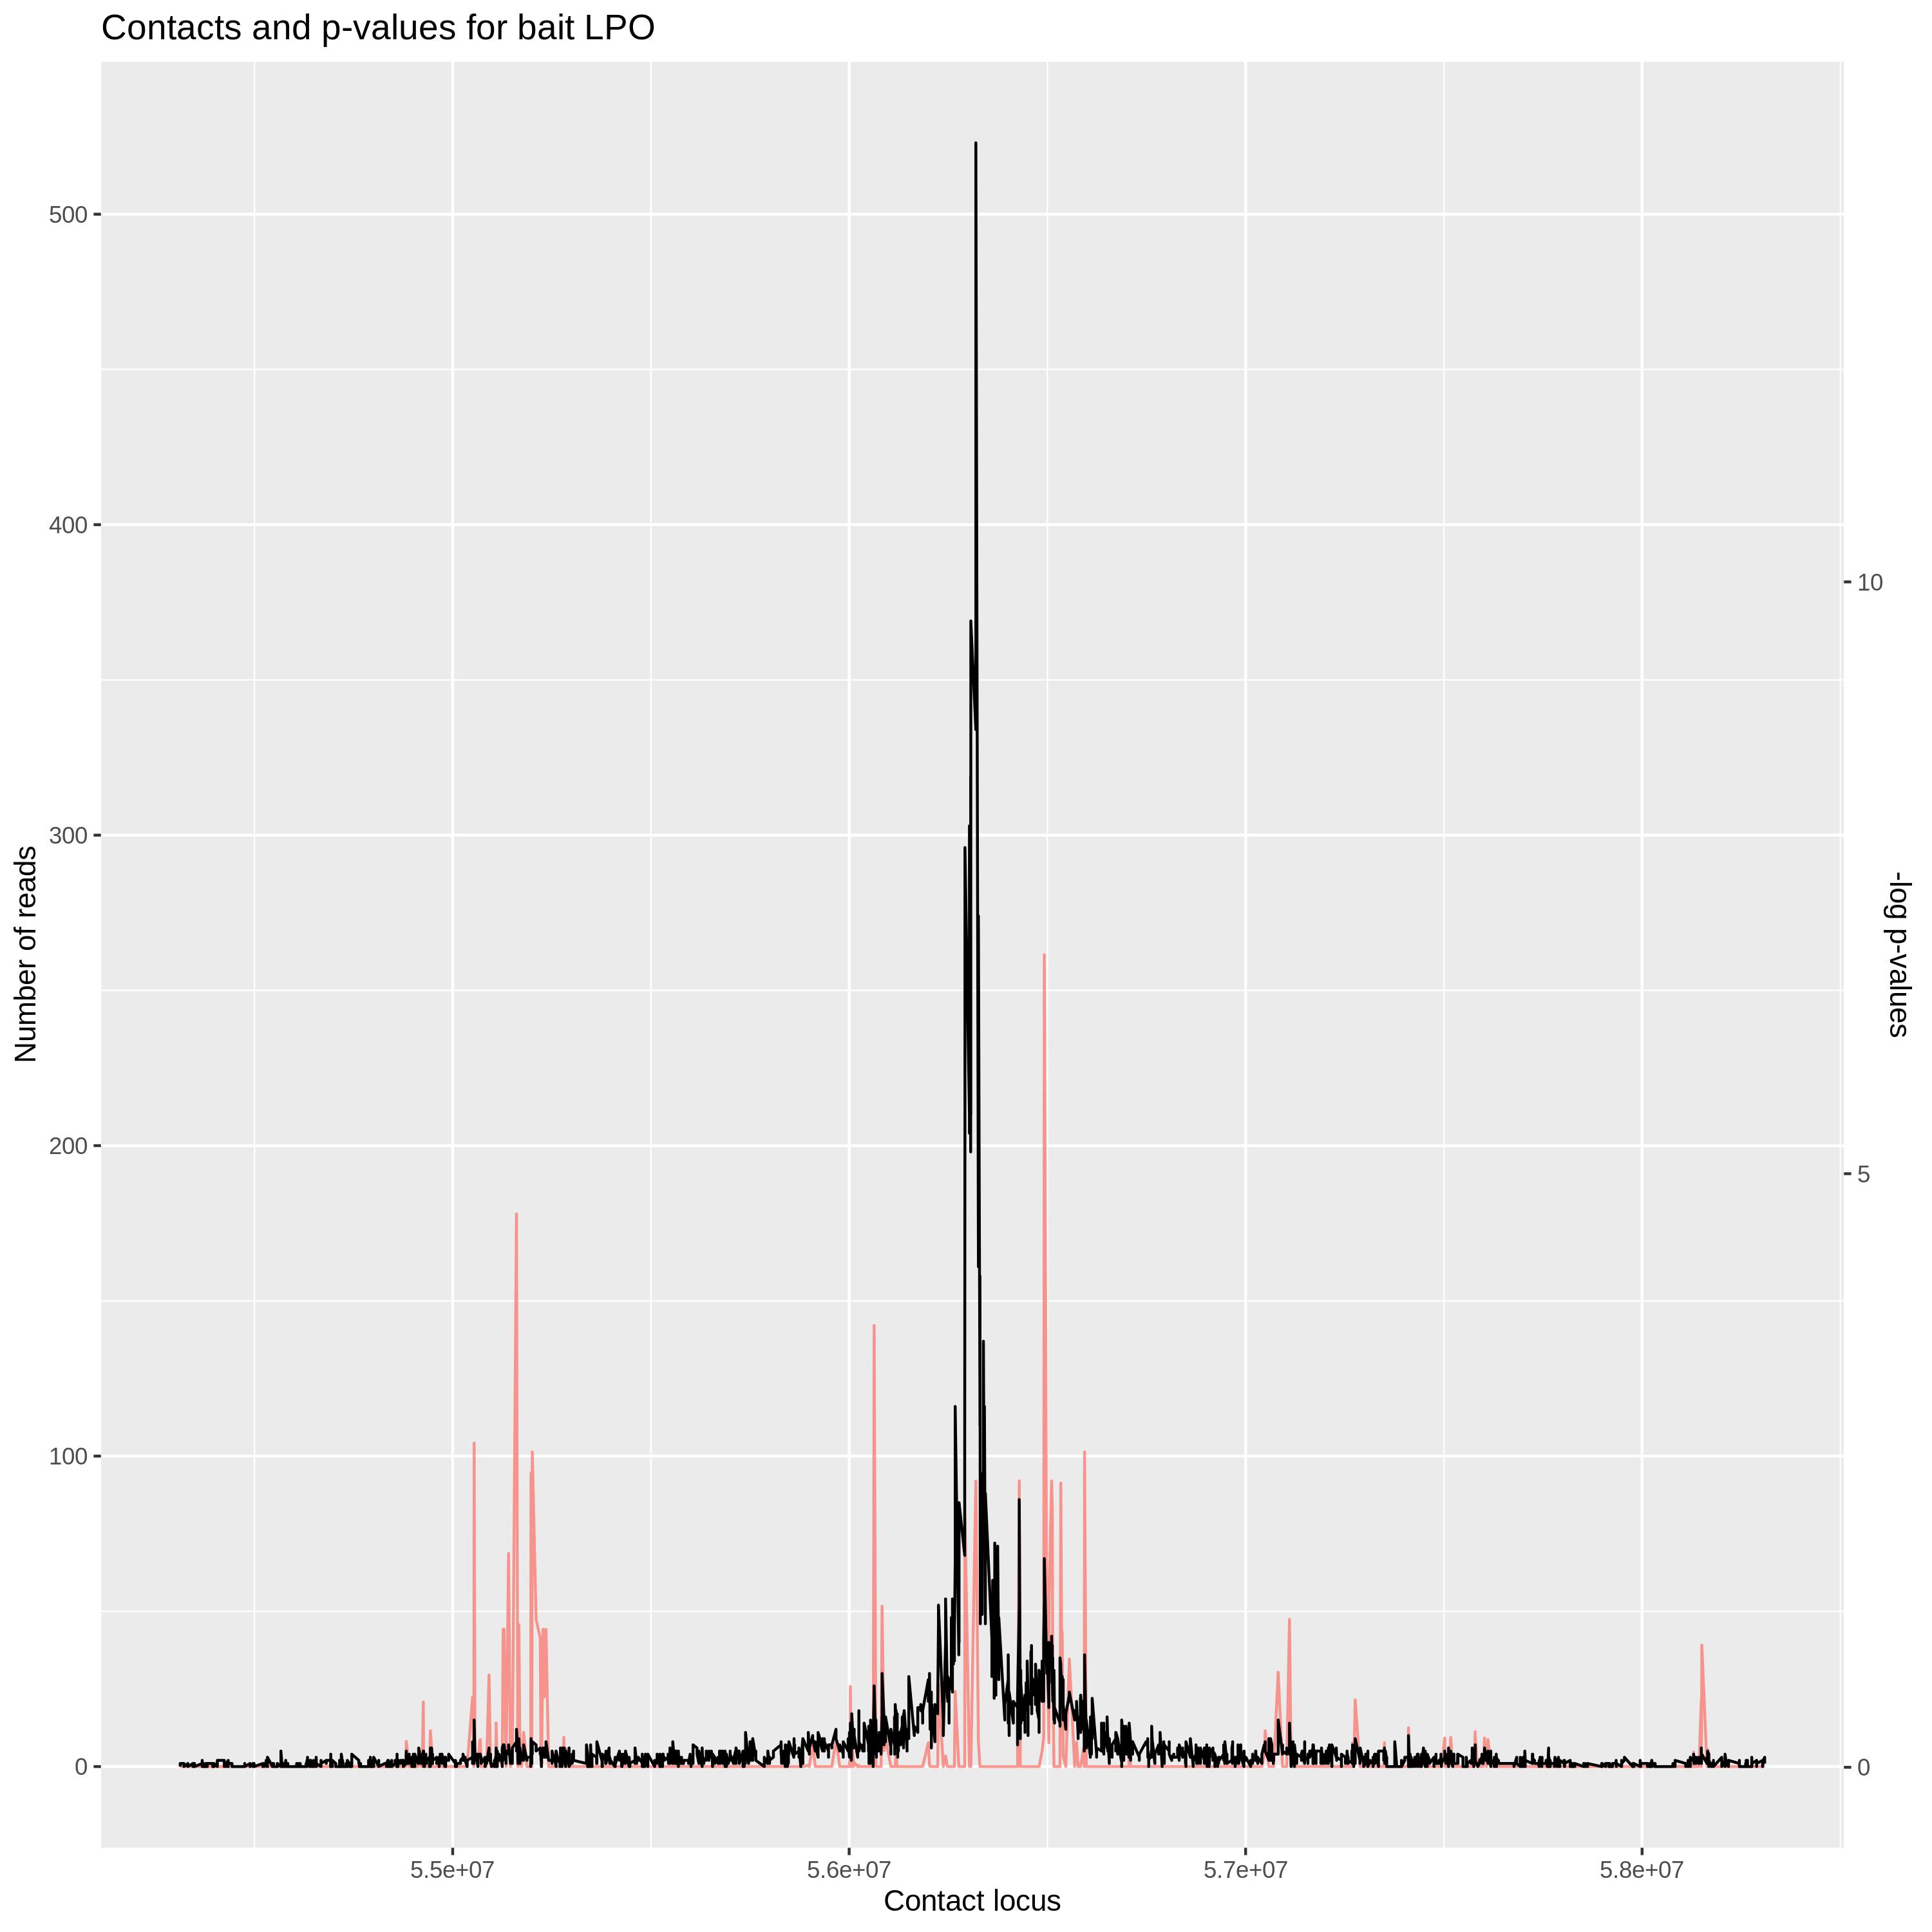 Contacts and p-values for bait LPO
500
400
300
200
100
0
Number of reads
10
5
0
-log p-values
5.5e+07
5.6e+07
5.7e+07
5.8e+07
Contact locus